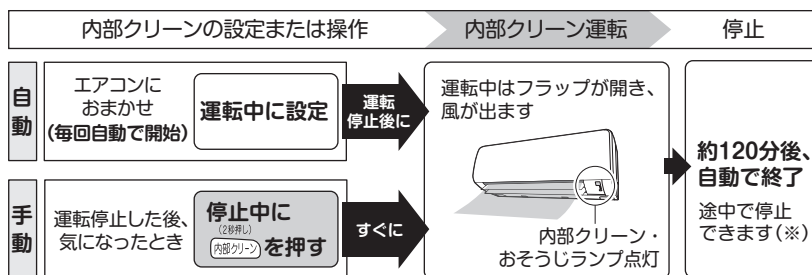 内部クリーンの設定または操作
内部クリーン運転
停止
自動
エアコンに
おまかせ
(毎回自動で開始)
運転中に設定
運転
停止後に
手動
運転停止した後、
気になったとき
停止中に
(2秒押し)
内部クリーン を押す
すぐに
運転中はフラップが開き、
風が出ます
内部クリーン・
おそうじランプ点灯
約120分後、
自動で終了
途中で停止
できます(※)